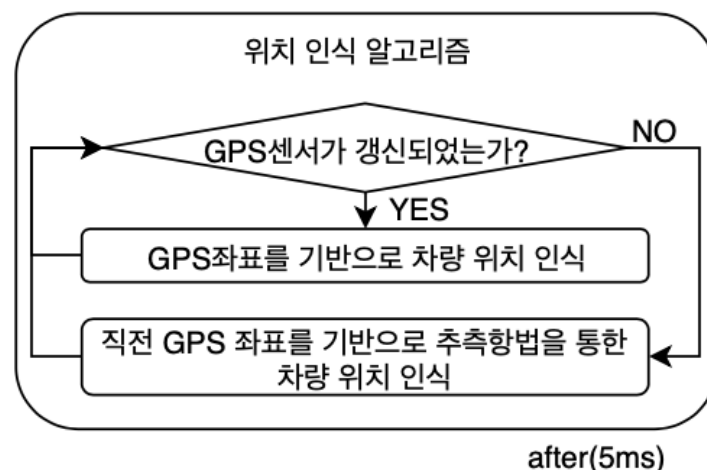 위치 인식 알고리즘
GPS센서가 갱신되었는가?
NO
YES
GPS좌표를 기반으로 차량 위치 인식
직전 GPS 좌표를 기반으로 추측항법을 통한
차량 위치 인식
after(5ms)